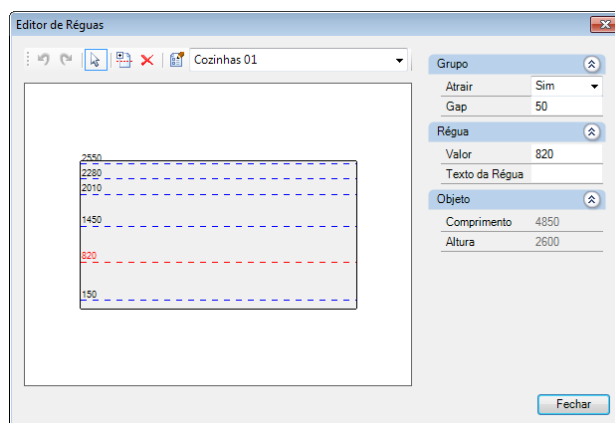 Editor de Réguas
Cozinhas 01
2550
2280
2010
1450
820
150
Grupo
Atrair Sim
Gap 50
Régua
Valor 820
Texto da Régua
Objeto
Comprimento 4850
Altura 2600
Fechar